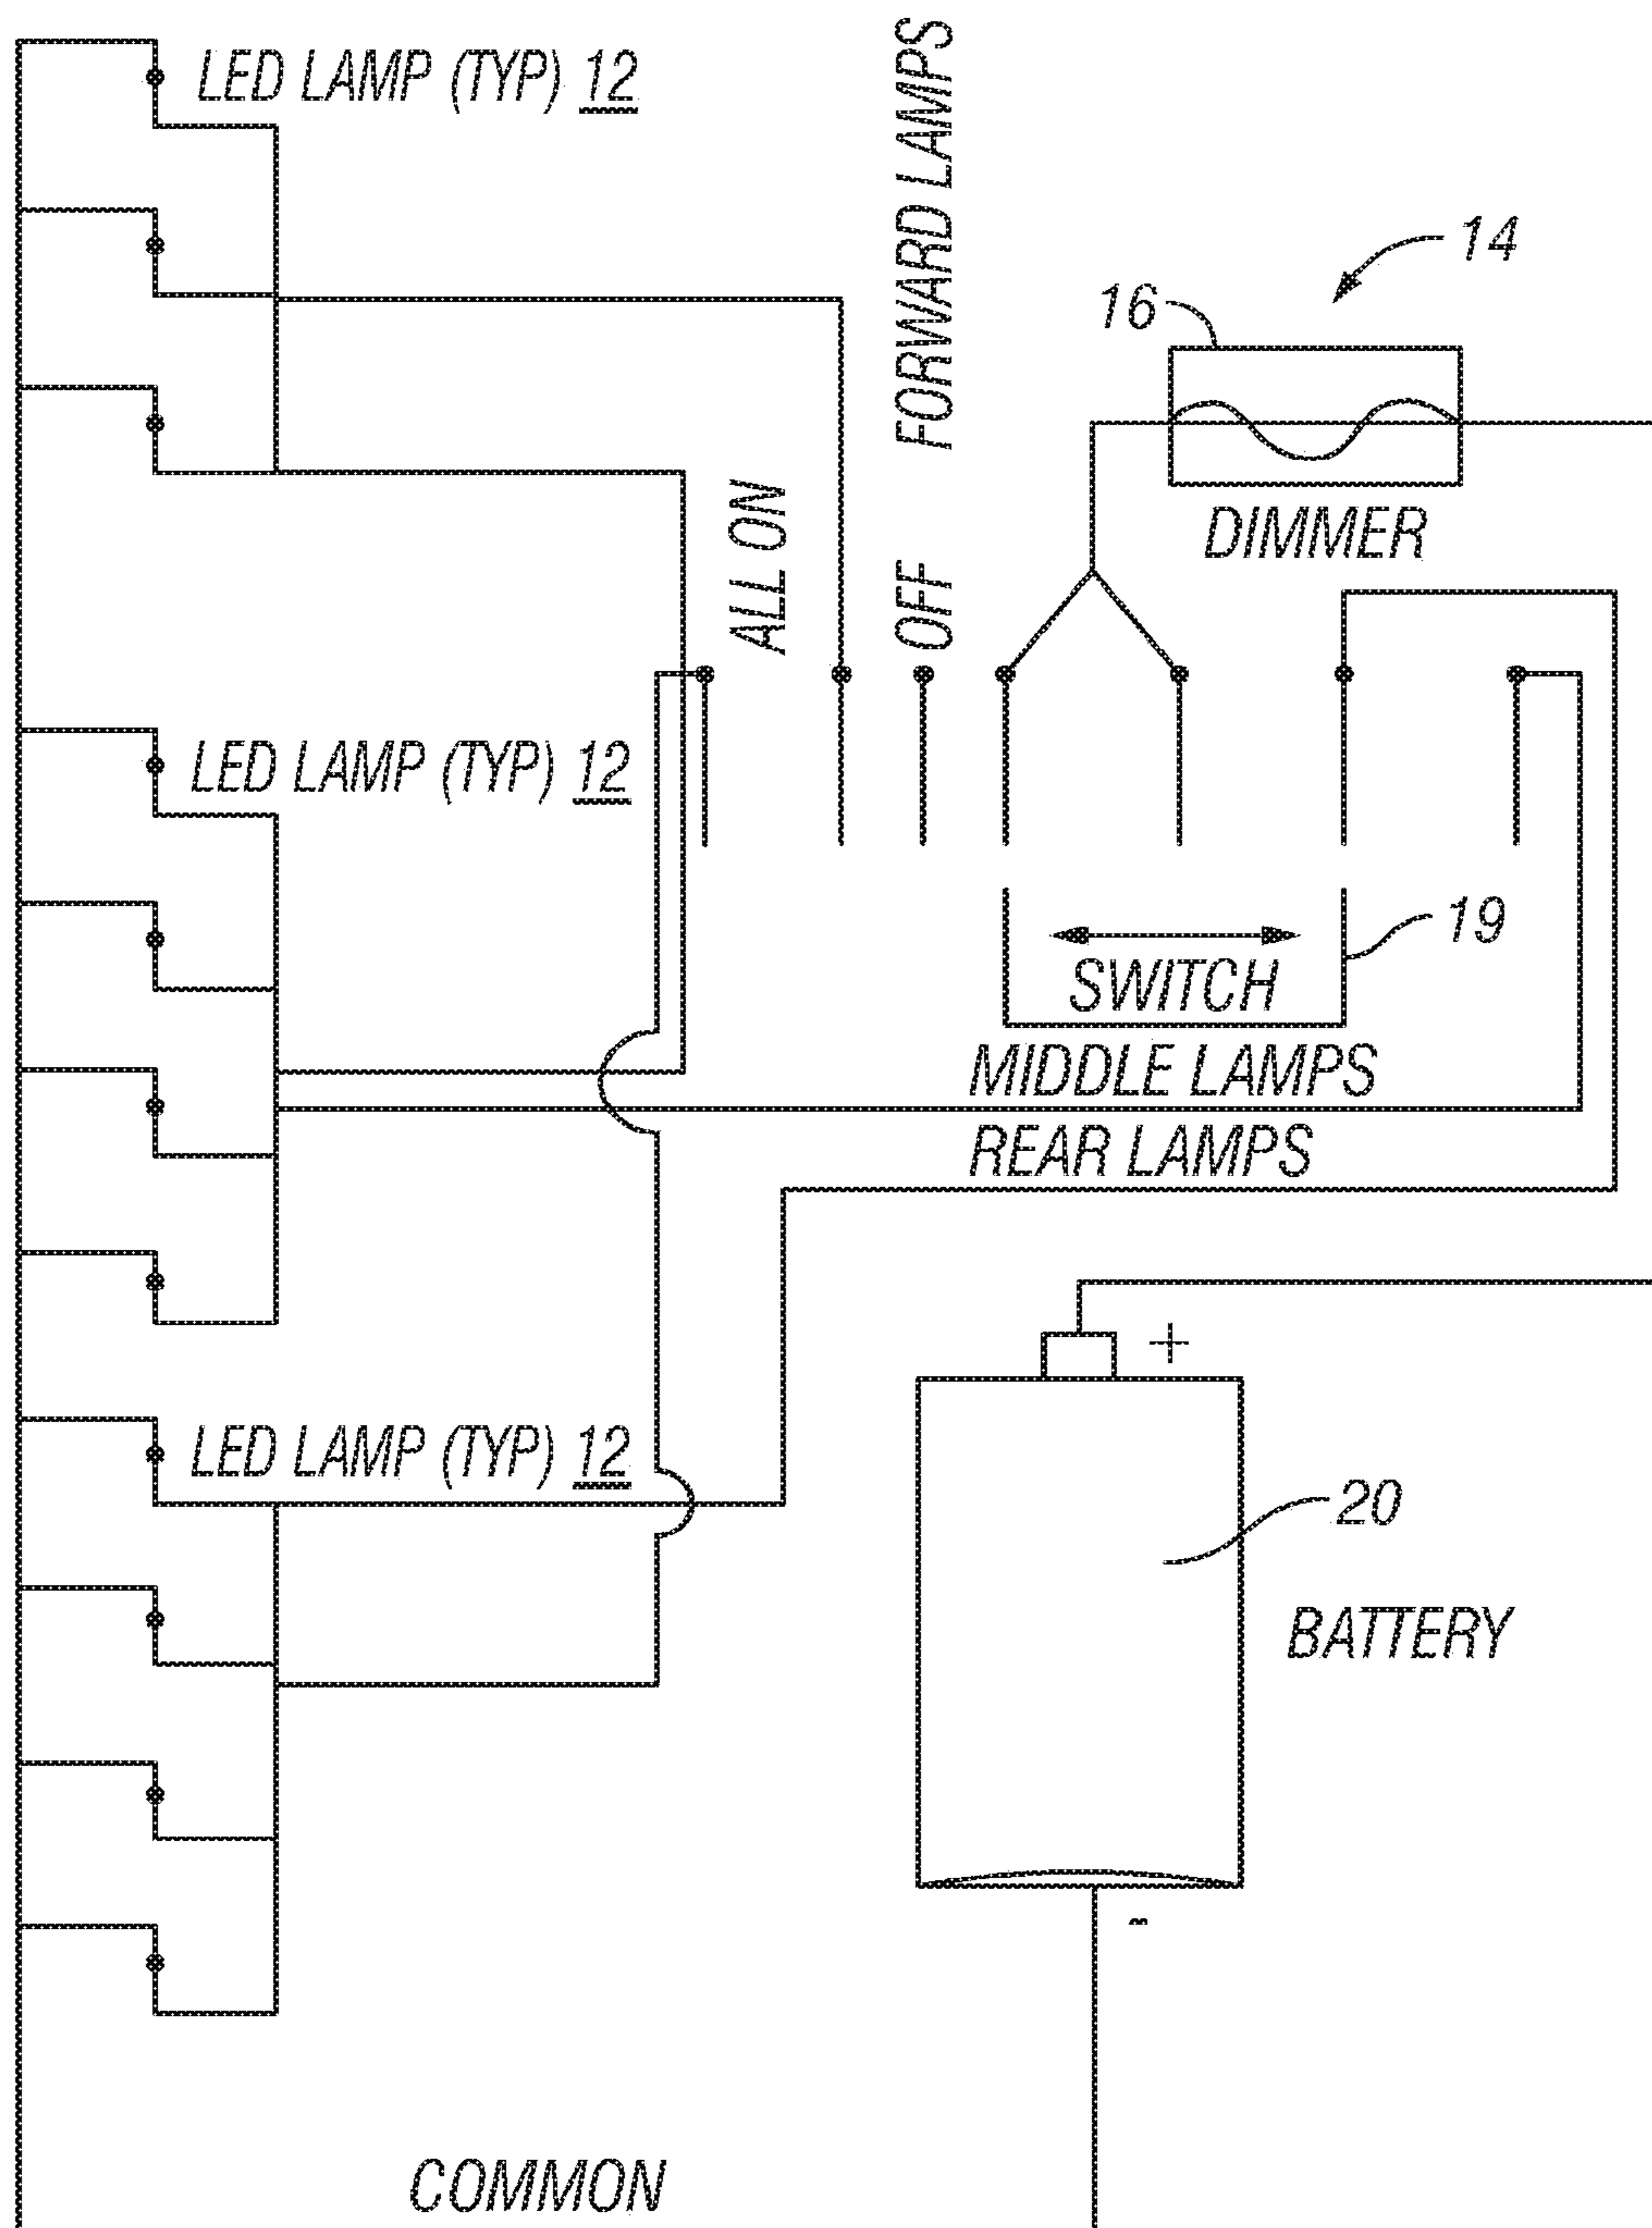 LED LAMP (TYP) 12
FORWARD LAMPS
14
16
DIMMER
ALL ON
OFF
LED LAMP (TYP) 12
19
SWITCH
MIDDLE LAMPS
REAR LAMPS
+
LED LAMP (TYP) 12
20
BATTERY
-
COMMON